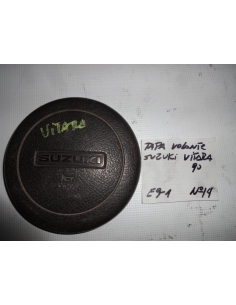 VITARA
SUZUKI
TAPA VOLANTE
SUZUKI VITARA
90
E9-1 Nº19